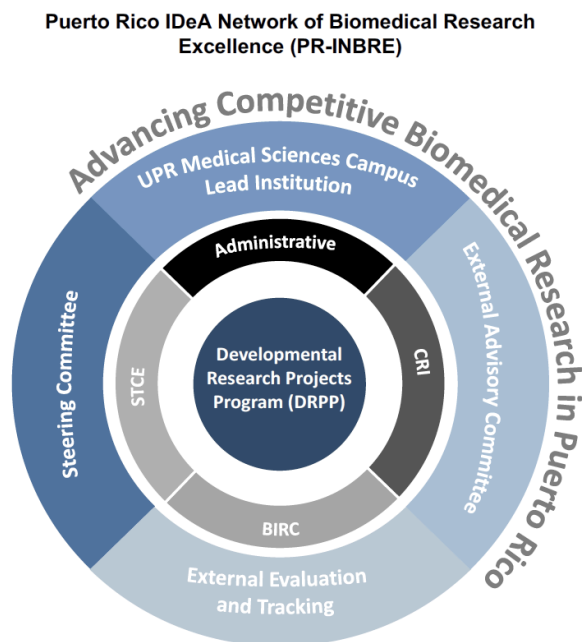 Puerto Rico IDeA Network of Biomedical Research
Excellence (PR-INBRE)
Advancing Competitive Biomedical Research in Puerto Rico
UPR Medical Sciences Campus
Lead Institution
Administrative
Steering Committee
STCE
Developmental
Research Projects
Program (DRPP)
CRI
External Advisory Committee
BIRC
External Evaluation
and Tracking